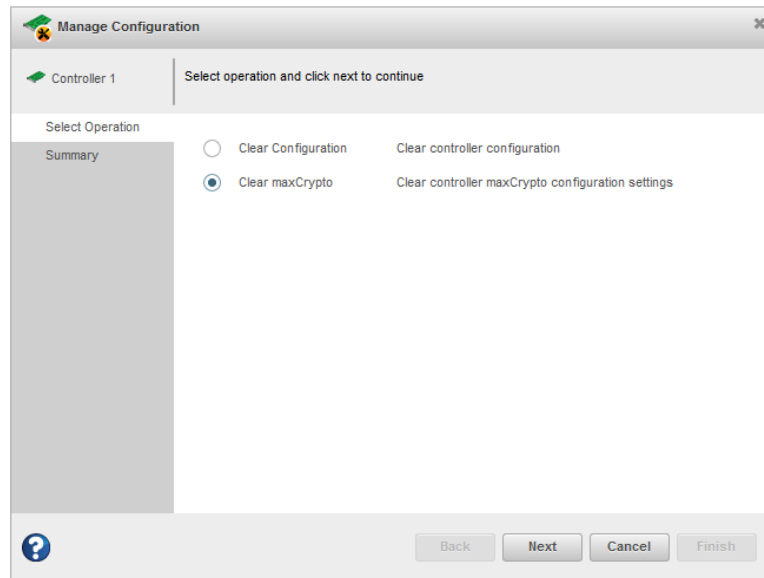 Manage Configuration
Controller 1
Select operation and click next to continue
Select Operation
Summary
Clear Configuration Clear controller configuration
Clear maxCrypto Clear controller maxCrypto configuration settings
? Back Next Cancel Finish